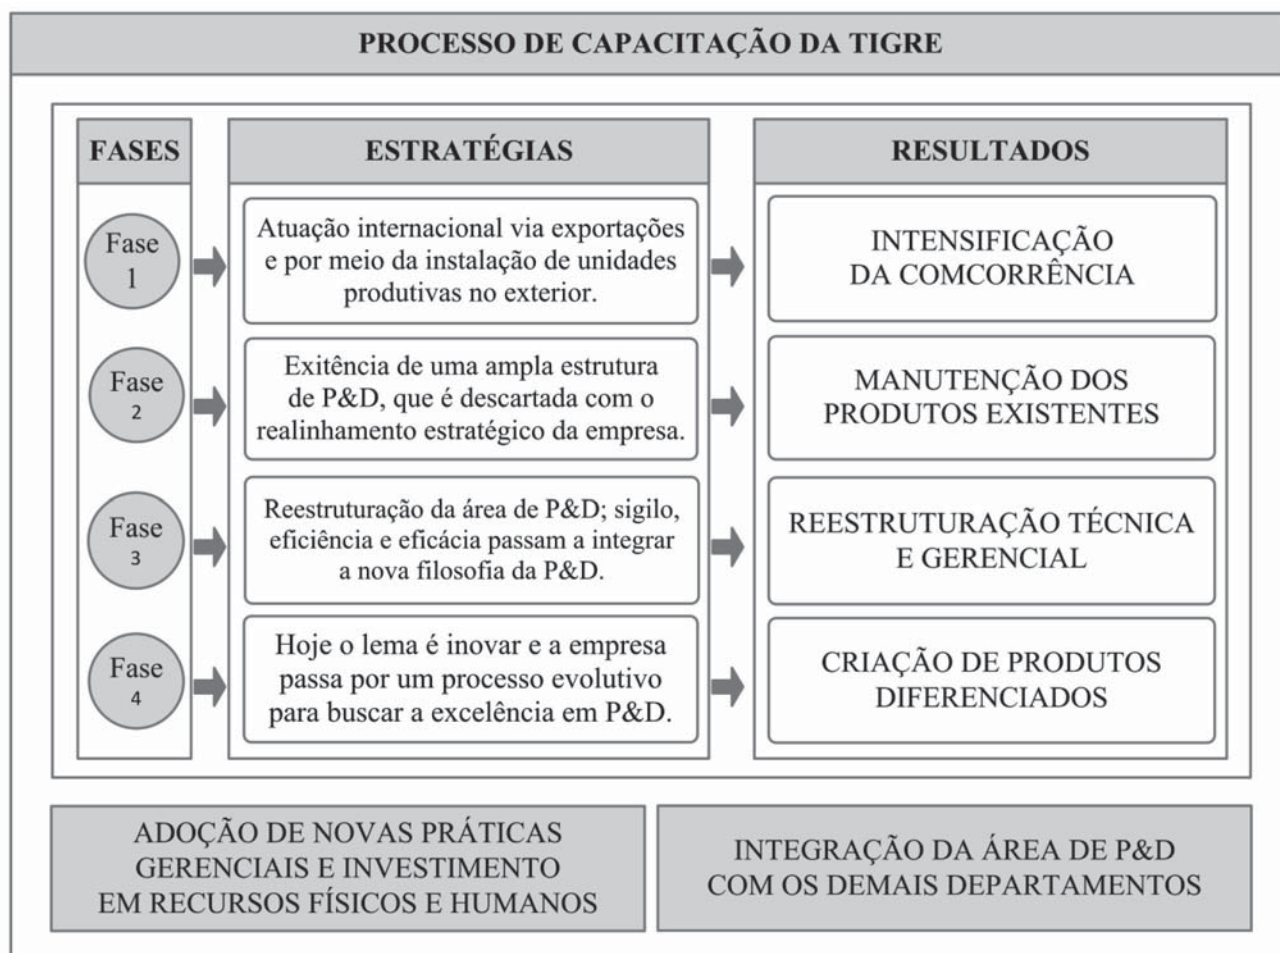 PROCESSO DE CAPACITAÇÃO DA TIGRE
FASES
ESTRATÉGIAS
RESULTADOS
Fase
1
Atuação internacional via exportações
e por meio da instalação de unidades
produtivas no exterior.
INTENSIFICAÇÃO
DA COMCORRÊNCIA
Fase
2
Exitência de uma ampla estrutura
de P&D, que é descartada com o
realinhamento estratégico da empresa.
MANUTENÇÃO DOS
PRODUTOS EXISTENTES
Fase
3
Reestruturação da área de P&D; sigilo,
eficiência e eficácia passam a integrar
a nova filosofia da P&D.
REESTRUTURAÇÃO TÉCNICA
E GERENCIAL
Fase
4
Hoje o lema é inovar e a empresa
passa por um processo evolutivo
para buscar a excelência em P&D.
CRIAÇÃO DE PRODUTOS
DIFERENCIADOS
ADOÇÃO DE NOVAS PRÁTICAS
GERENCIAIS E INVESTIMENTO
EM RECURSOS FÍSICOS E HUMANOS
INTEGRAÇÃO DA ÁREA DE P&D
COM OS DEMAIS DEPARTAMENTOS